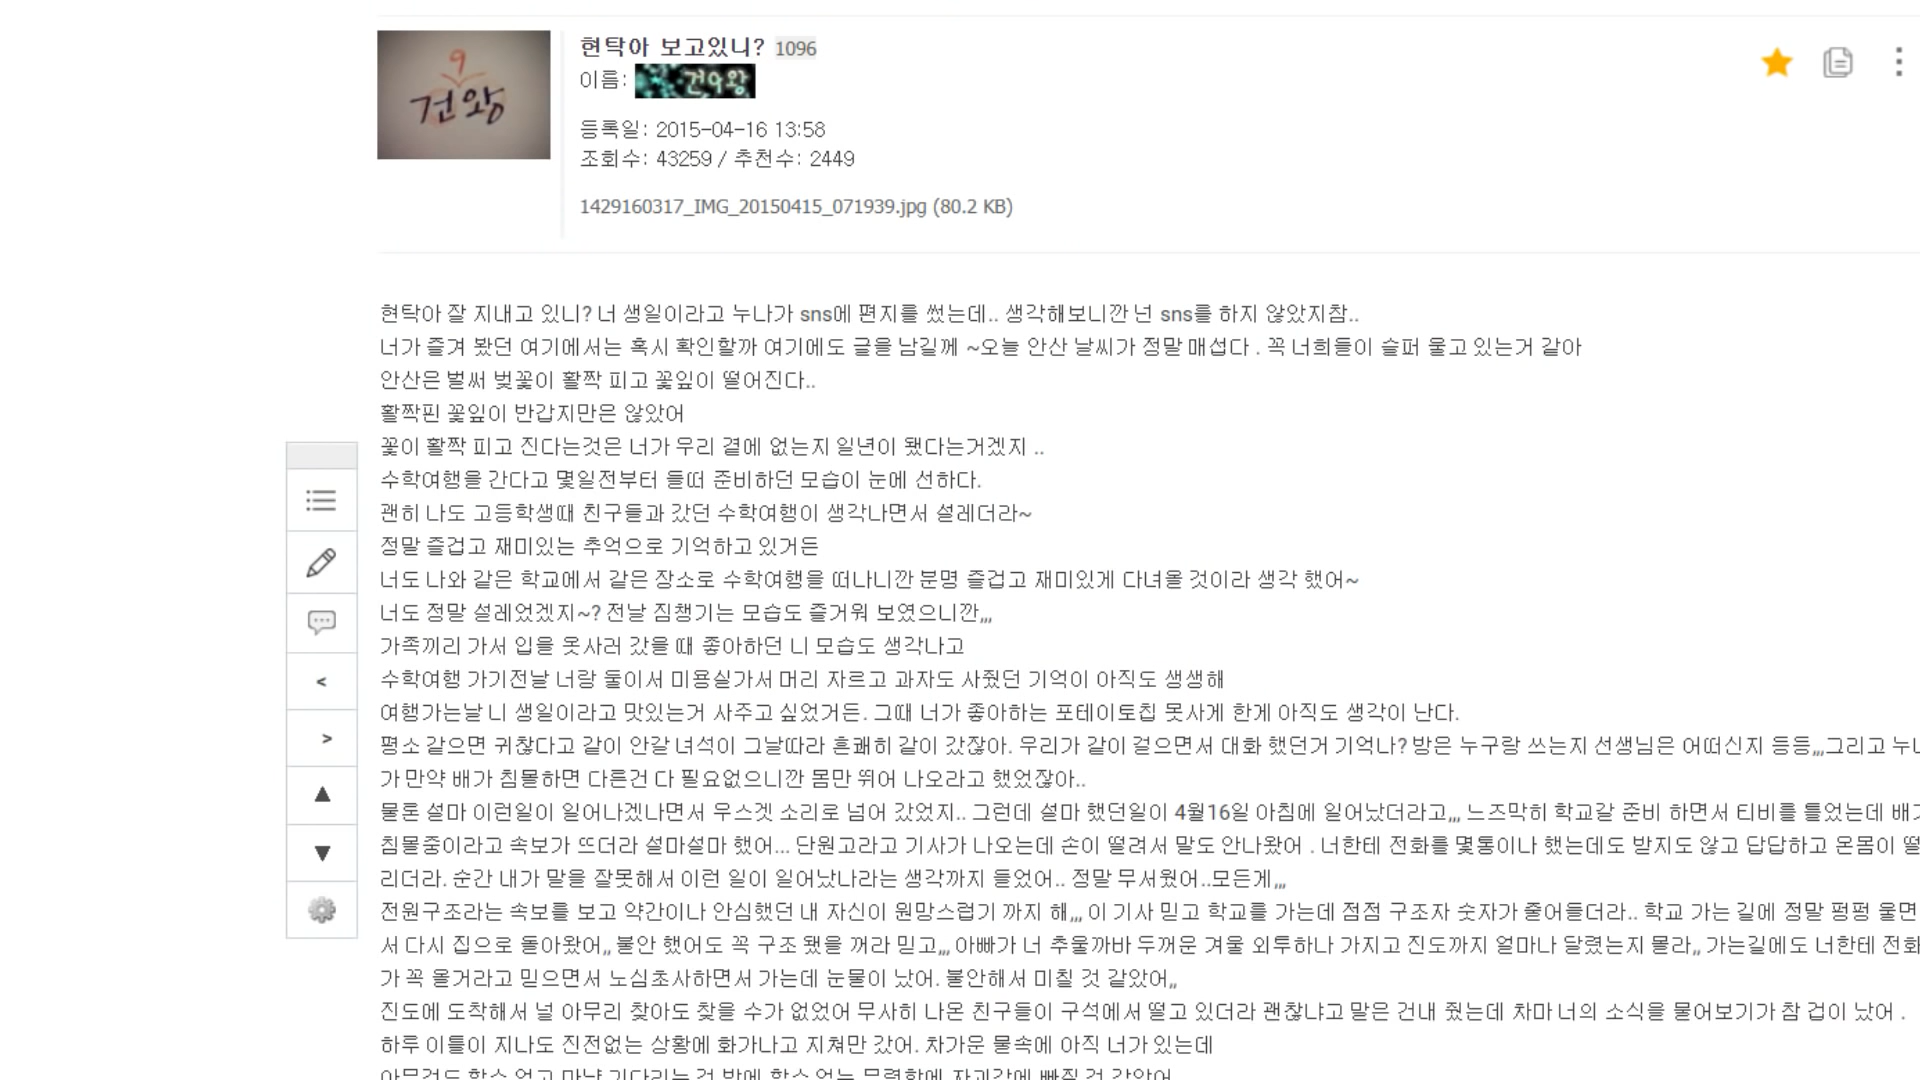 9
건왕
현탁아 보고있니? 1096
이름: 건9왕
등록일: 2015-04-16 13:58
조회수: 43259 / 추천수: 2449
1429160317_IMG_20150415_071939.jpg (80.2 KB)
현탁아 잘 지내고 있니? 너 생일이라고 누나가 sns에 편지를 썼는데.. 생각해보니깐 넌 sns를 하지 않았지참..
너가 즐겨 봤던 여기에서는 혹시 확인할까 여기에도 글을 남길께 ~오늘 안산 날씨가 정말 매섭다 . 꼭 너희들이 슬퍼 울고 있는거 같아
안산은 벌써 벚꽃이 활짝 피고 꽃잎이 떨어진다..
활짝핀 꽃잎이 반갑지만은 않았어
꽃이 활짝 피고 진다는것은 너가 우리 곁에 없는지 일년이 됐다는거겠지 ..
수학여행을 간다고 몇일전부터 들떠 준비하던 모습이 눈에 선하다.
괜히 나도 고등학생때 친구들과 갔던 수학여행이 생각나면서 설레더라~
정말 즐겁고 재미있는 추억으로 기억하고 있거든
너도 나와 같은 학교에서 같은 장소로 수학여행을 떠나니깐 분명 즐겁고 재미있게 다녀올 것이라 생각 했어~
너도 정말 설레었겠지~? 전날 짐챙기는 모습도 즐거워 보였으니깐,,,
가족끼리 가서 입을 옷사러 갔을 때 좋아하던 니 모습도 생각나고
수학여행 가기전날 너랑 둘이서 미용실가서 머리 자르고 과자도 사줬던 기억이 아직도 생생해
여행가는날 니 생일이라고 맛있는거 사주고 싶었거든. 그때 너가 좋아하는 포테이토칩 못사게 한게 아직도 생각이 난다.
평소 같으면 귀찮다고 같이 안갈 녀석이 그날따라 흔쾌히 같이 갔잖아. 우리가 같이 걸으면서 대화 했던거 기억나? 방은 누구랑 쓰는지 선생님은 어떠신지 등등,,,그리고 누나
가 만약 배가 침몰하면 다른건 다 필요없으니깐 몸만 뛰어 나오라고 했었잖아..
물론 설마 이런일이 일어나겠나면서 우스겟 소리로 넘어 갔었지.. 그런데 설마 했던일이 4월16일 아침에 일어났더라고,,, 느즈막히 학교갈 준비 하면서 티비를 틀었는데 배가
침몰중이라고 속보가 뜨더라 설마설마 했어... 단원고라고 기사가 나오는데 손이 떨려서 말도 안나왔어 . 너한테 전화를 몇통이나 했는데도 받지도 않고 답답하고 온몸이 떨
리더라. 순간 내가 말을 잘못해서 이런 일이 일어났나라는 생각까지 들었어.. 정말 무서웠어..모든게,,,
전원구조라는 속보를 보고 약간이나 안심했던 내 자신이 원망스럽기 까지 해,,, 이 기사 믿고 학교를 가는데 점점 구조자 숫자가 줄어들더라.. 학교 가는 길에 정말 펑펑 울면
서 다시 집으로 돌아왔어,, 불안 했어도 꼭 구조 됐을 꺼라 믿고,,, 아빠가 너 추울까바 두꺼운 겨울 외투하나 가지고 진도까지 얼마나 달렸는지 몰라,, 가는길에도 너한테 전화
가 꼭 올거라고 믿으면서 노심초사하면서 가는데 눈물이 났어. 불안해서 미칠 것 같았어,,
진도에 도착해서 널 아무리 찾아도 찾을 수가 없었어 무사히 나온 친구들이 구석에서 떨고 있더라 괜찮냐고 말은 건내 줬는데 차마 너의 소식을 물어보기가 참 겁이 났어 .
하루 이틀이 지나도 진전없는 상황에 화가나고 지쳐만 갔어. 차가운 물속에 아직 너가 있는데